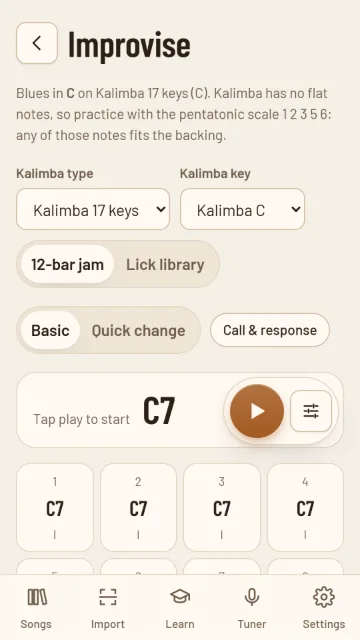 Improvise
Blues in C on Kalimba 17 keys (C). Kalimba has no flat
notes, so practice with the pentatonic scale 1 2 3 5 6:
any of those notes fits the backing.
Kalimba type
Kalimba key
Kalimba 17 keys
Kalimba C
12-bar jam
Lick library
Basic
Quick change
Call & response
Tap play to start
C7
1
2
3
4
C7
C7
C7
C7
I
I
I
I
Songs
Import
Learn
Tuner
Settings